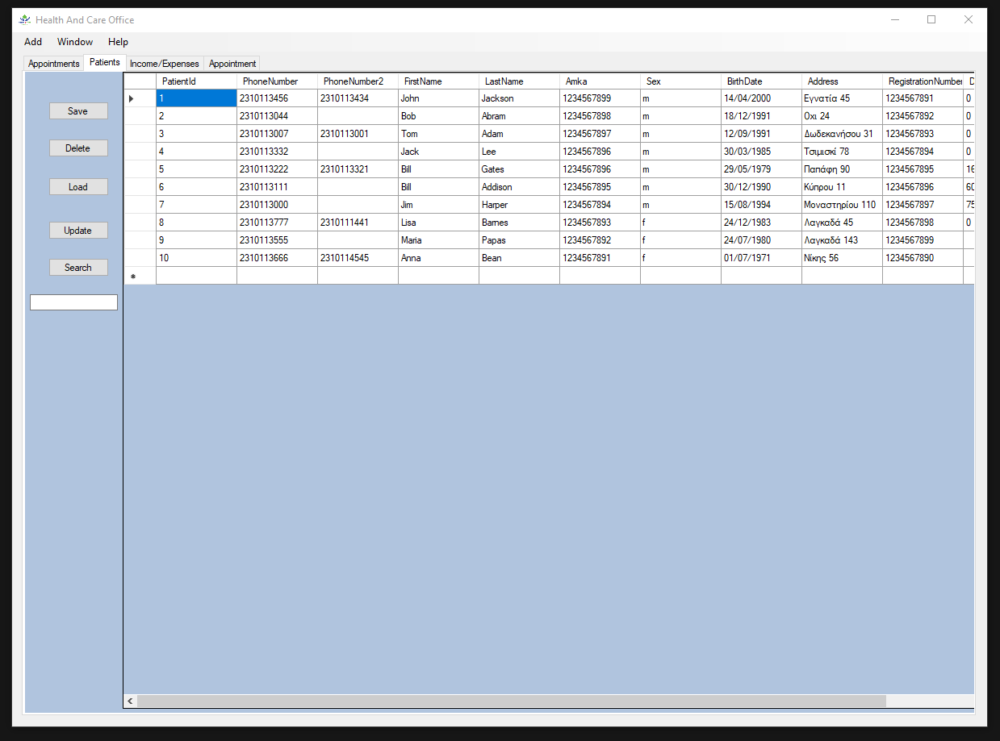 Health And Care Office
Add Window Help
Appointments Patients Income/Expenses Appointment
Save
Delete
Load
Update
Search
PatientId PhoneNumber PhoneNumber2 FirstName LastName Amka Sex BirthDate Address RegistrationNumber D
1 2310113456 2310113434 John Jackson 1234567899 m 14/04/2000 Εγνατία 45 1234567891 0
2 2310113044 Bob Abram 1234567898 m 18/12/1991 Οχι 24 1234567892 0
3 2310113007 2310113001 Tom Adam 1234567897 m 12/09/1991 Δωδεκανήσου 31 1234567893 0
4 2310113332 Jack Lee 1234567896 m 30/03/1985 Τσιμισκί 78 1234567894 0
5 2310113222 2310113321 Bill Gates 1234567896 m 29/05/1979 Παπάφη 90 1234567895 16
6 2310113111 Bill Addison 1234567895 m 30/12/1990 Κύπρου 11 1234567896 60
7 2310113000 Jim Harper 1234567894 m 15/08/1994 Μοναστηρίου 110 1234567897 75
8 2310113777 2310111441 Lisa Barnes 1234567893 f 24/12/1983 Λαγκαδά 45 1234567898 0
9 2310113555 Maria Papas 1234567892 f 24/07/1980 Λαγκαδά 143 1234567899
10 2310113666 2310114545 Anna Bean 1234567891 f 01/07/1971 Νίκης 56 1234567890